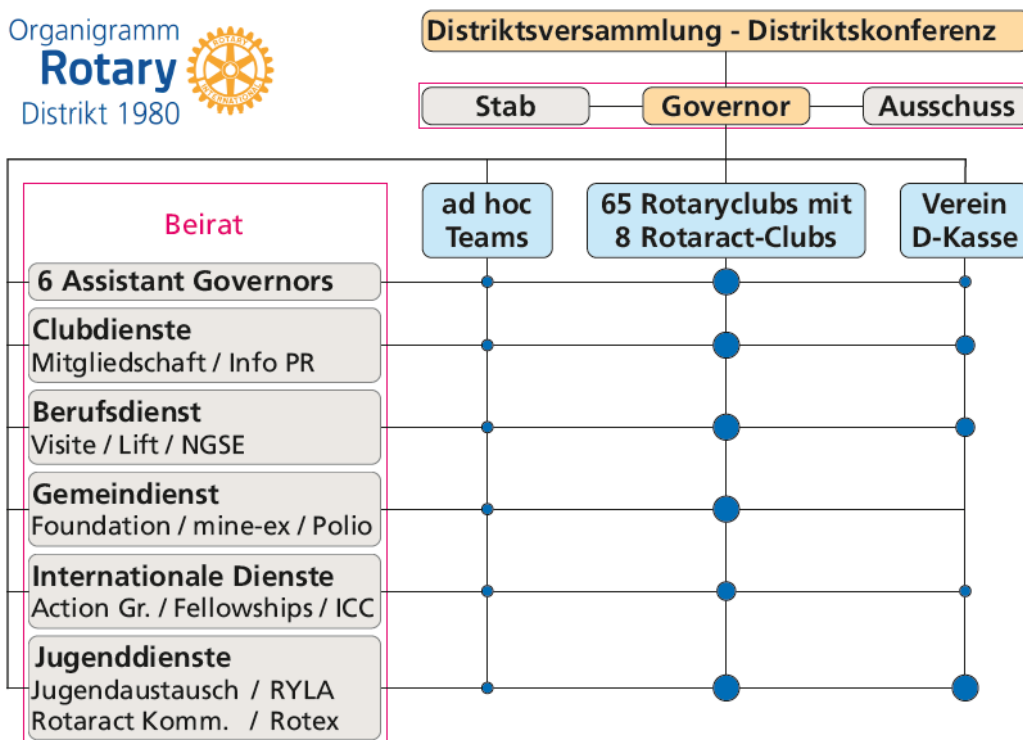 Organigramm
Rotary
Distrikt 1980
ROTARY
INTERNATIONAL
Distriktsversammlung - Distriktskonferenz
Stab
Governor
Ausschuss
Beirat
ad hoc
Teams
65 Rotaryclubs mit
8 Rotaract-Clubs
Verein
D-Kasse
6 Assistant Governors
Clubdienste
Mitgliedschaft / Info PR
Berufsdienst
Visite / Lift / NGSE
Gemeindienst
Foundation / mine-ex / Polio
Internationale Dienste
Action Gr. / Fellowships / ICC
Jugenddienste
Jugendaustausch / RYLA
Rotaract Komm. / Rotex